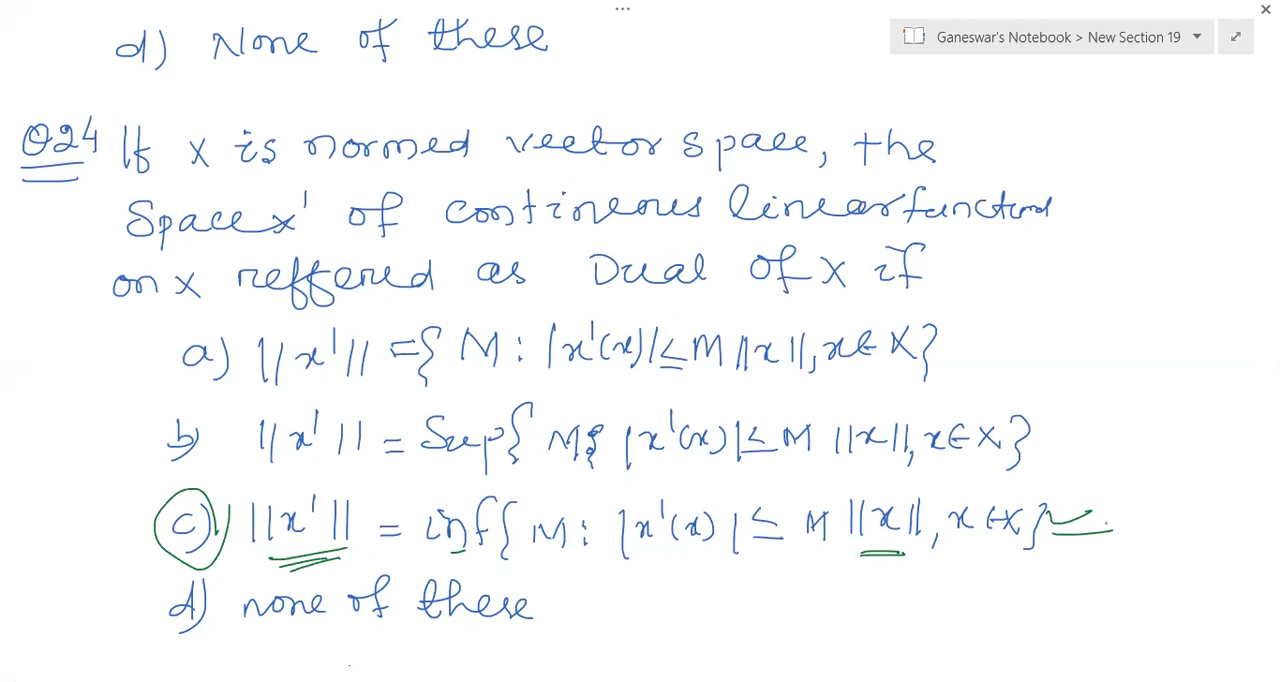 d) None of these
Ganeswar's Notebook > New Section 19
Q24 If X is normed vector space, the
Space x' of contineous linear functional
on x reffered as Dual of X if
a) ||x'|| = { M : |x'(x)| ≤ M ||x||, x ∈ X }
b) ||x'|| = Sup{ M : |x'(x)| ≤ M ||x||, x ∈ X }
c) ||x'|| = inf{ M : |x'(x)| ≤ M ||x||, x ∈ X }
d) none of these